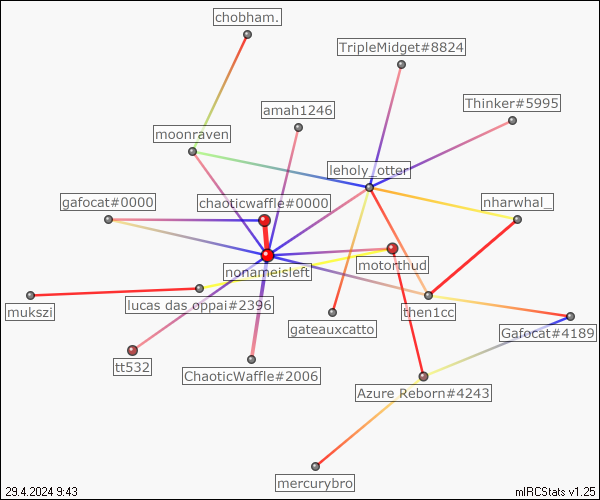 chobham.
TripleMidget#8824
Thinker#5995
amah1246
moonraven
leholy_otter
gafocat#0000
chaoticwaffle#0000
nharwhal_
nonameisleft
motorthud
mukszi
lucas das oppai#2396
then1cc
gateauxcatto
Gafocat#4189
tt532
ChaoticWaffle#2006
Azure Reborn#4243
mercurybro
29.4.2024 9:43
mIRCStats v1.25